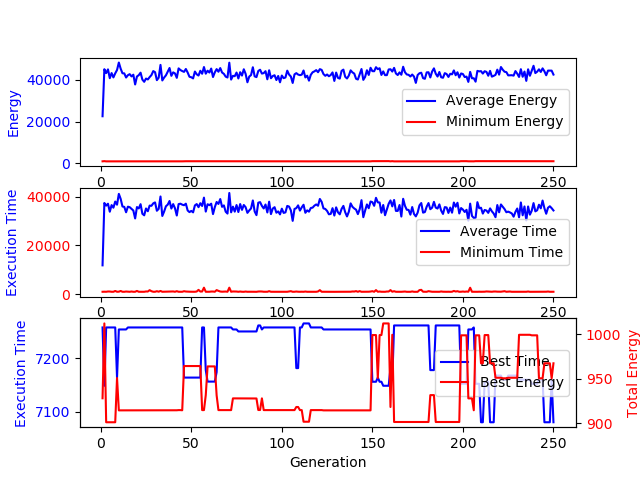 Energy
40000
20000
0
Average Energy
Minimum Energy
0 50 100 150 200 250
Execution Time
40000
20000
0
Average Time
Minimum Time
0 50 100 150 200 250
Execution Time
7200
7100
Best Time
Best Energy
1000
950
900
Total Energy
0 50 100 150 200 250
Generation